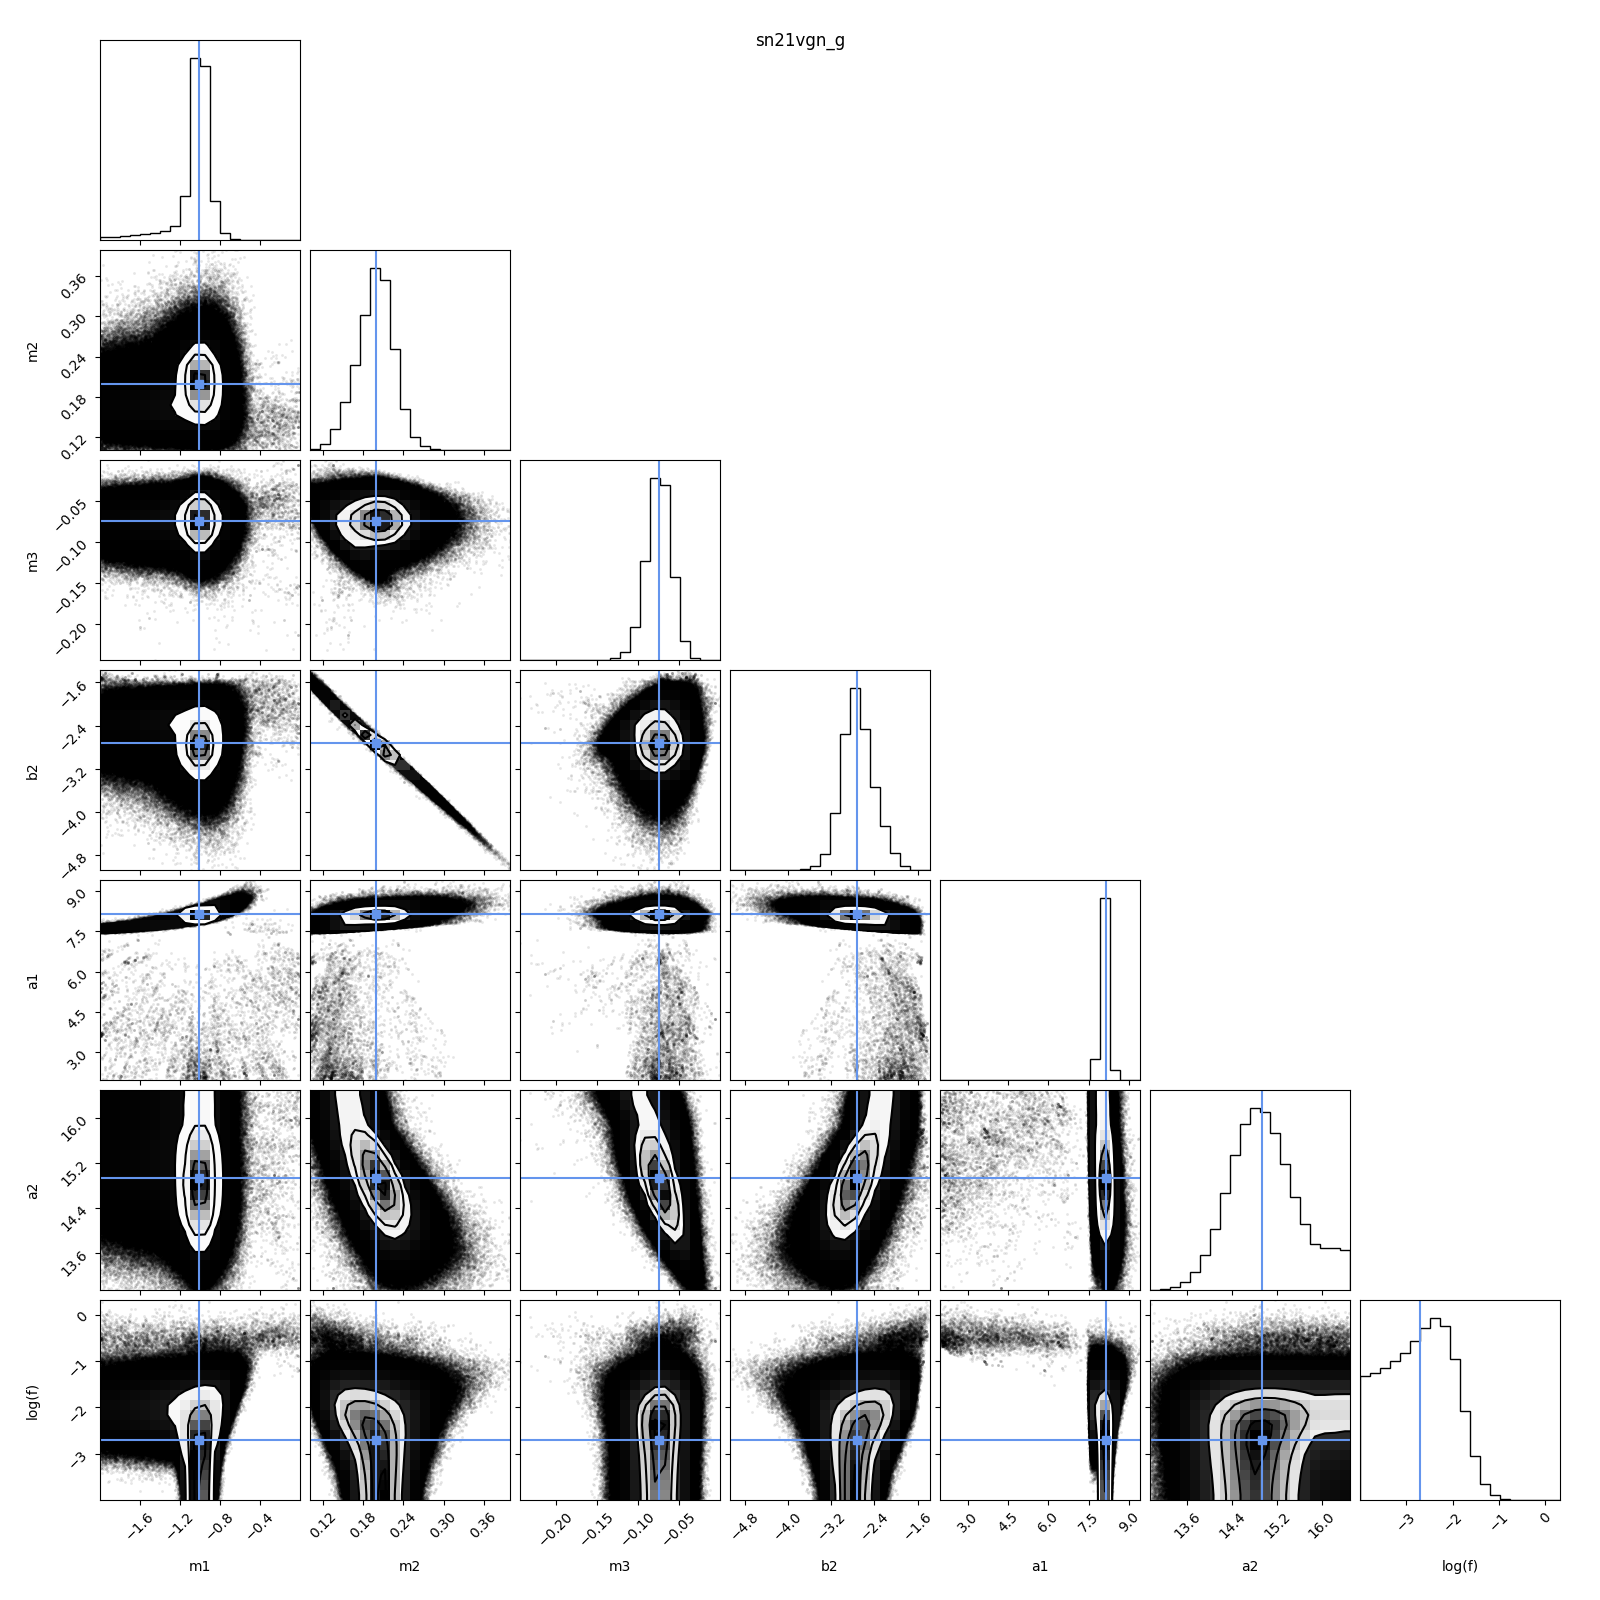 sn21vgn_g
m2
0.36
0.30
0.24
0.18
0.12
m3
−0.05
−0.10
−0.15
−0.20
b2
−1.6
−2.4
−3.2
−4.0
−4.8
a1
9.0
7.5
6.0
4.5
3.0
a2
16.0
15.2
14.4
13.6
log(f)
0
−1
−2
−3
−1.6 −1.2 −0.8 −0.4
0.12 0.18 0.24 0.30 0.36
−0.20 −0.15 −0.10 −0.05
−4.8 −4.0 −3.2 −2.4 −1.6
3.0 4.5 6.0 7.5 9.0
13.6 14.4 15.2 16.0
−3 −2 −1 0
m1 m2 m3 b2 a1 a2 log(f)